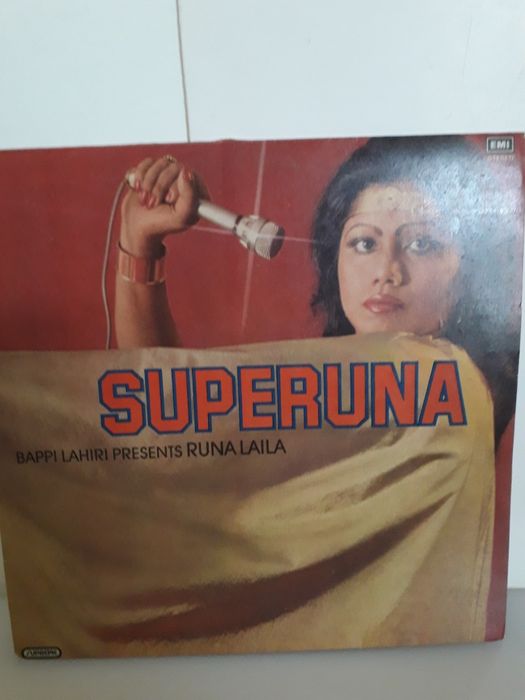 EMI
STEREO
SUPERUNA
BAPPI LAHIRI PRESENTS RUNA LAILA